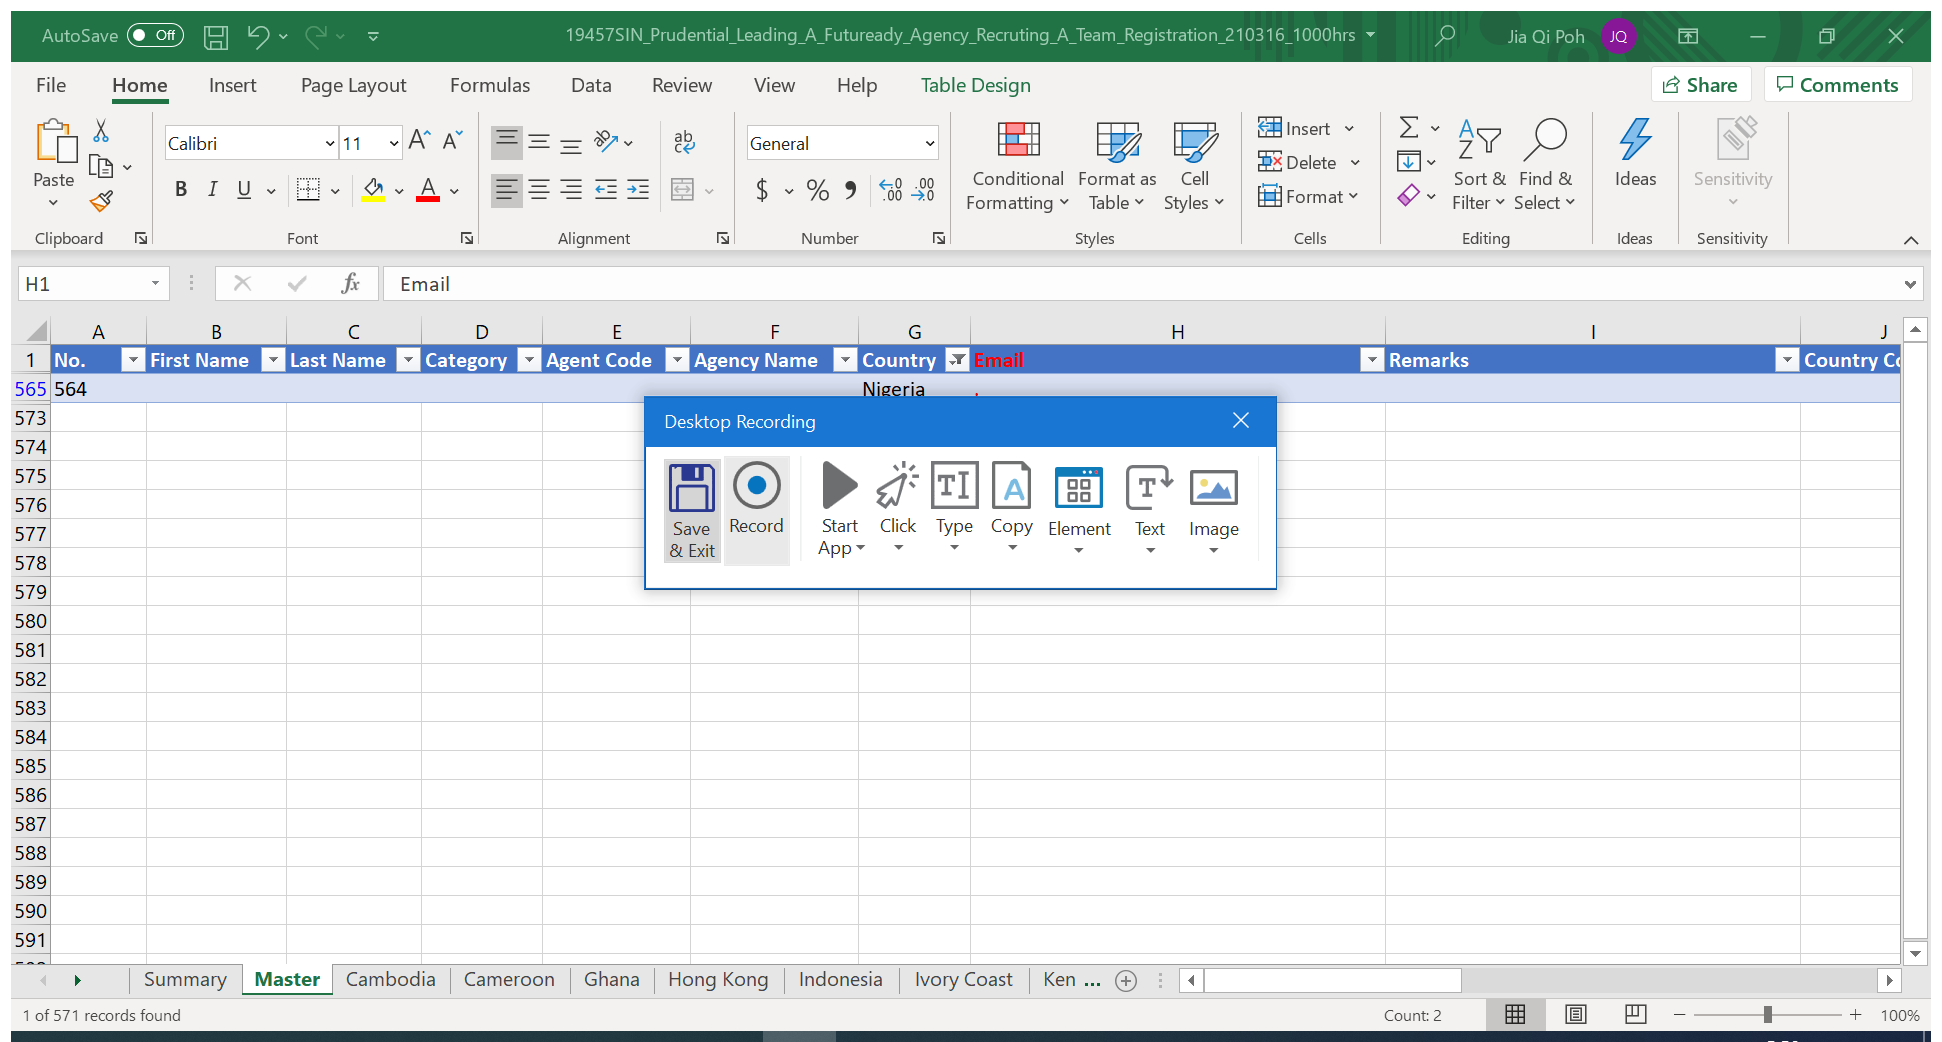 AutoSave Off 19457SIN_Prudential_Leading_A_Futuready_Agency_Recruting_A_Team_Registration_210316_1000hrs Jia Qi Poh JQ
File Home Insert Page Layout Formulas Data Review View Help Table Design Share Comments
Calibri 11 General
Paste
B I U A $ % 9
Conditional Formatting
Format as Table
Cell Styles
Insert
Delete
Format
Sort & Filter
Find & Select
Ideas
Sensitivity
Clipboard Font Alignment Number Styles Cells Editing Ideas Sensitivity
H1 fx Email
A B C D E F G H I J
1 No. First Name Last Name Category Agent Code Agency Name Country Email Remarks Country
565 564 Nigeria
573
574
575
576
577
578
579
580
581
582
583
584
585
586
587
588
589
590
591
Desktop Recording
Save & Exit
Record
Start App
Click
Type
Copy
Element
Text
Image
Summary Master Cambodia Cameroon Ghana Hong Kong Indonesia Ivory Coast Ken ...
1 of 571 records found Count: 2 100%